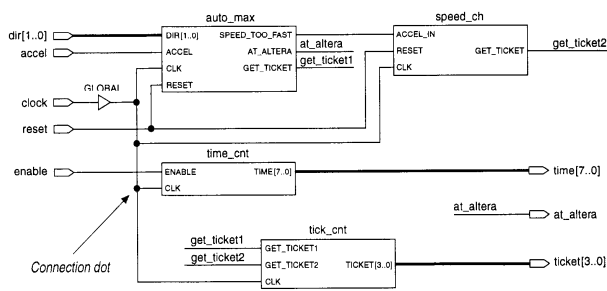 auto_max
speed_ch
dir[1..0]
DIR[1..0] SPEED_TOO_FAST
ACCEL_IN
accel
ACCEL AT_ALTERA
at_altera
RESET GET_TICKET
get_ticket2
CLK GET_TICKET
get_ticket1
CLK
GLOBAL
RESET
clock
reset
time_cnt
enable
ENABLE TIME[7..0]
time[7..0]
CLK
at_altera
at_altera
tick_cnt
get_ticket1
GET_TICKET1
get_ticket2
GET_TICKET2 TICKET[3..0]
ticket[3..0]
Connection dot
CLK